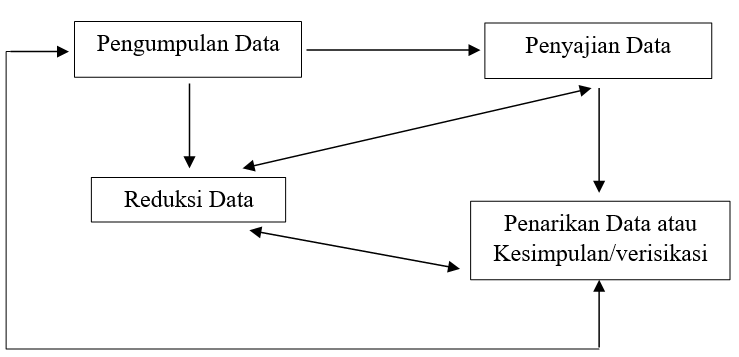 Pengumpulan Data
Penyajian Data
Reduksi Data
Penarikan Data atau
Kesimpulan/verisikasi